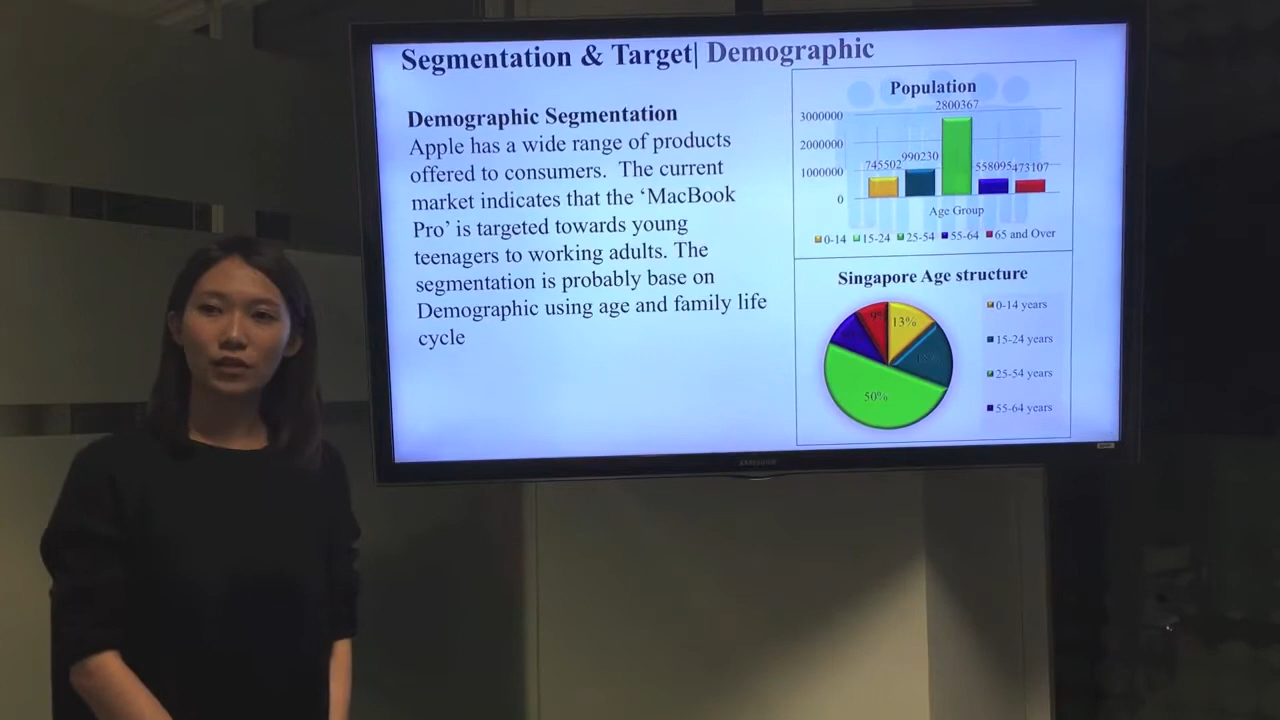 Segmentation & Target| Demographic
Demographic Segmentation
Apple has a wide range of products
offered to consumers. The current
market indicates that the ‘MacBook
Pro’ is targeted towards young
teenagers to working adults. The
segmentation is probably base on
Demographic using age and family life
cycle
Population
2800367
3000000
2000000
1000000
0
745502
990230
558095
473107
Age Group
0-14
15-24
25-54
55-64
65 and Over
Singapore Age structure
13%
50%
0-14 years
15-24 years
25-54 years
55-64 years
SAMSUNG